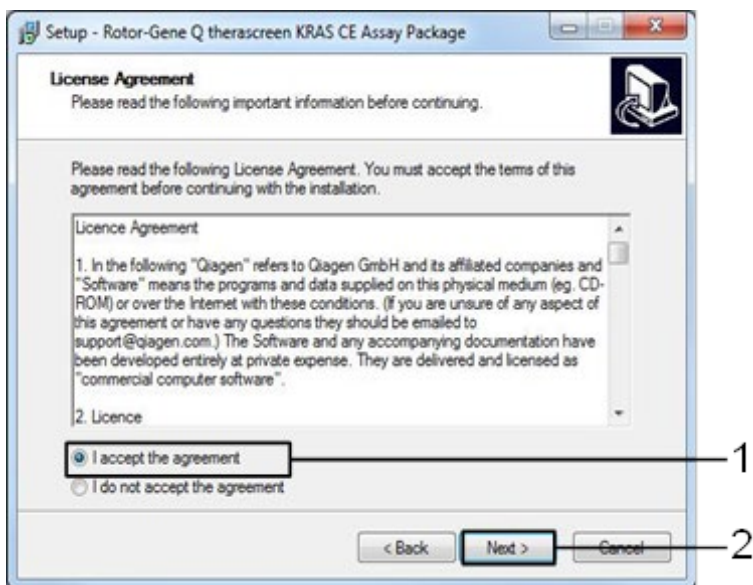 Setup - Rotor-Gene Q therascreen KRAS CE Assay Package
License Agreement
Please read the following important information before continuing.
Please read the following License Agreement. You must accept the terms of this
agreement before continuing with the installation.
Licence Agreement
1. In the following "Qiagen" refers to Qiagen GmbH and its affiliated companies and
"Software" means the programs and data supplied on this physical medium (eg. CD-
ROM) or over the Internet with these conditions. (If you are unsure of any aspect of
this agreement or have any questions they should be emailed to
support@qiagen.com.) The Software and any accompanying documentation have
been developed entirely at private expense. They are delivered and licensed as
"commercial computer software".
2. Licence
I accept the agreement
1
I do not accept the agreement
< Back Next > Cancel
2